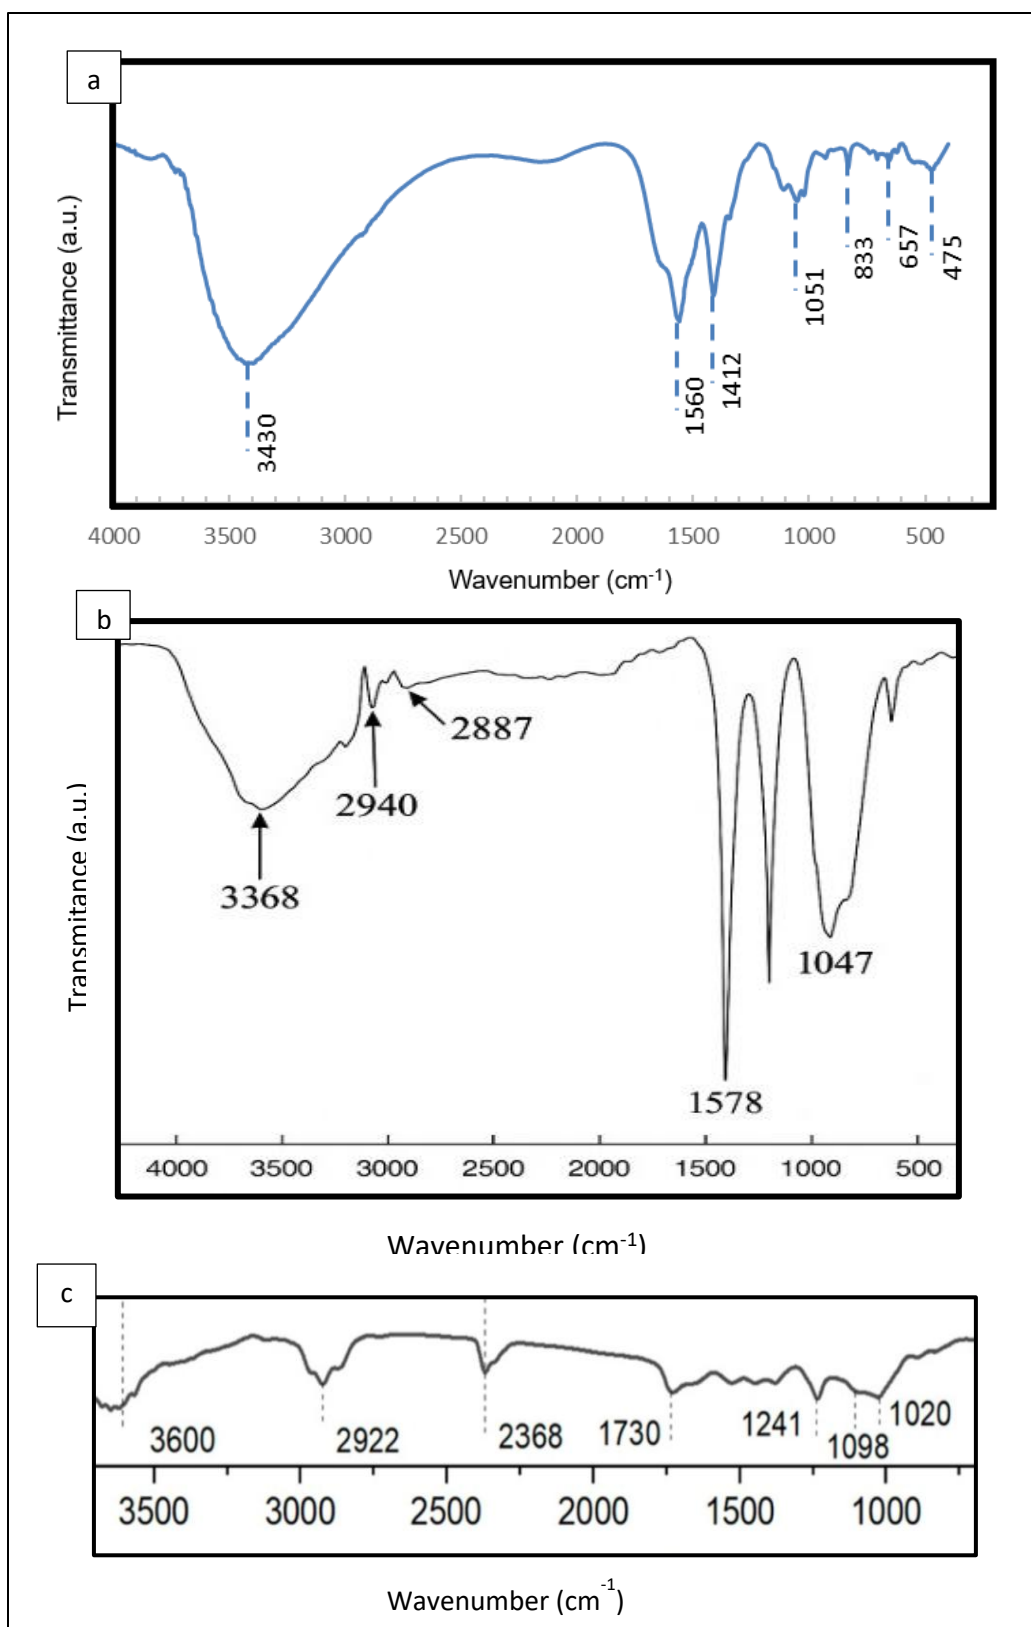 a
Transmittance (a.u.)
3430
1560
1412
1051
833
657
475
4000 3500 3000 2500 2000 1500 1000 500
Wavenumber (cm-1)
b
Transmitance (a.u.)
3368
2940
2887
1578
1047
4000 3500 3000 2500 2000 1500 1000 500
Wavenumber (cm-1)
c
3600 2922 2368 1730 1241 1098 1020
3500 3000 2500 2000 1500 1000
Wavenumber (cm-1)